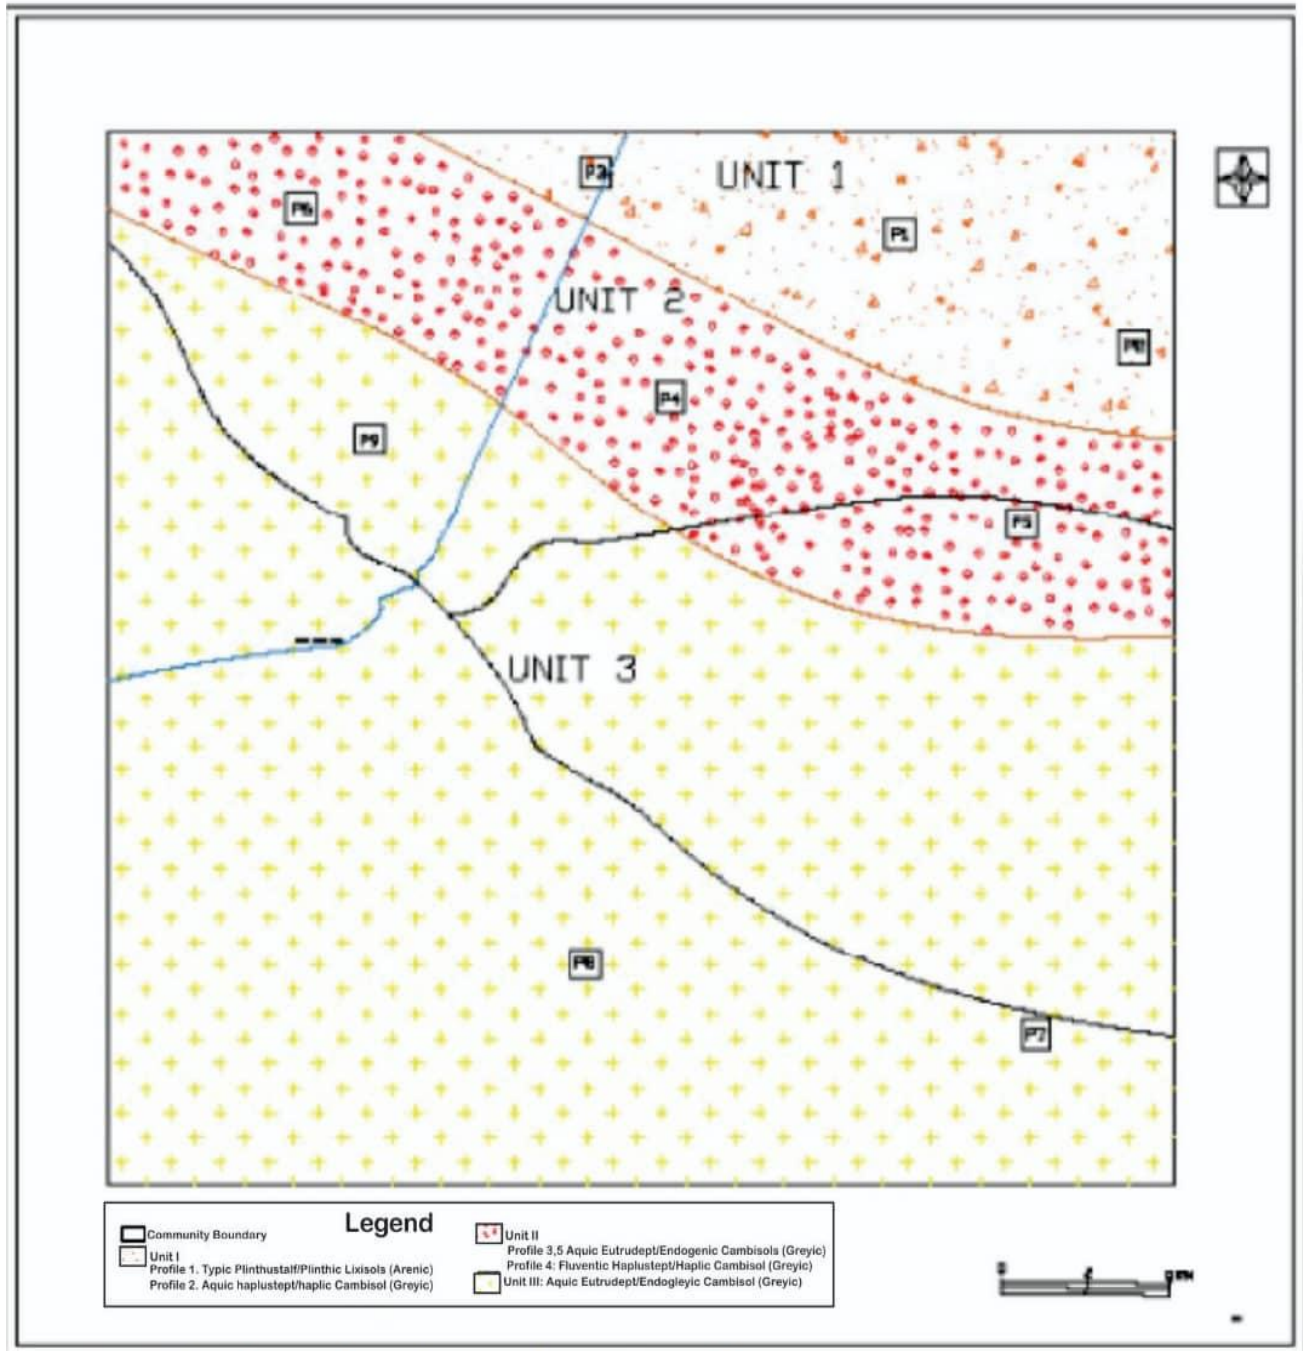 P3
UNIT 1
P6
P1
UNIT 2
P4
P9
P5
UNIT 3
P7
Legend
Community Boundary
Unit I
Profile 1. Typic Plinthustalf/Plinthic Lixisols (Arenic)
Profile 2. Aquic haplustept/haplic Cambisol (Greyic)
Unit II
Profile 3,5 Aquic Eutrudept/Endogenic Cambisols (Greyic)
Profile 4: Fluventic Haplustept/Haplic Cambisol (Greyic)
Unit III: Aquic Eutrudept/Endogleyic Cambisol (Greyic)